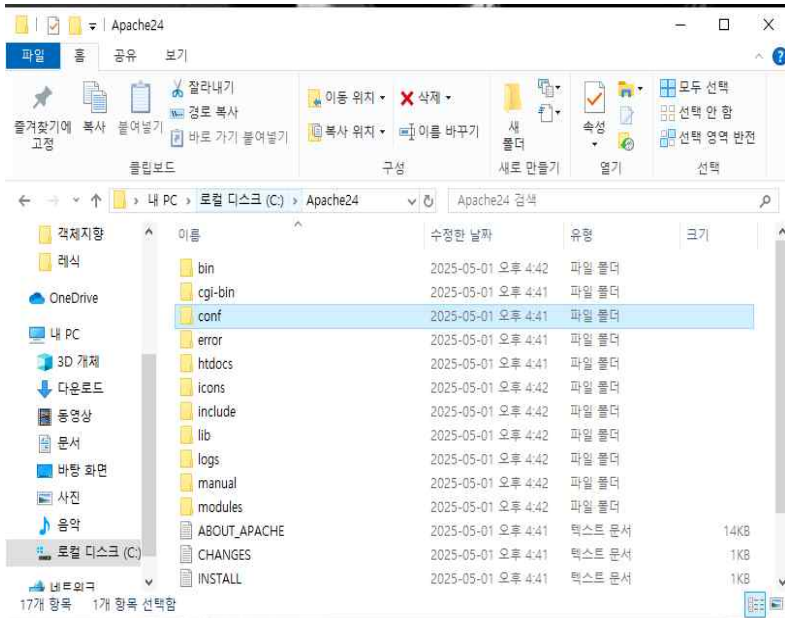 Apache24
파일 홈 공유 보기
즐겨찾기에 고정
복사
붙여넣기
잘라내기
경로 복사
바로 가기 붙여넣기
클립보드
이동 위치
복사 위치
삭제
이름 바꾸기
구성
새 폴더
새로 만들기
속성
열기
모두 선택
선택 안 함
선택 영역 반전
선택
내 PC › 로컬 디스크 (C:) › Apache24
Apache24 검색
객체지향
레식
OneDrive
내 PC
3D 개체
다운로드
동영상
문서
바탕 화면
사진
음악
로컬 디스크 (C:)
네트워크
이름 수정한 날짜 유형 크기
bin 2025-05-01 오후 4:42 파일 폴더
cgi-bin 2025-05-01 오후 4:41 파일 폴더
conf 2025-05-01 오후 4:41 파일 폴더
error 2025-05-01 오후 4:41 파일 폴더
htdocs 2025-05-01 오후 4:41 파일 폴더
icons 2025-05-01 오후 4:42 파일 폴더
include 2025-05-01 오후 4:42 파일 폴더
lib 2025-05-01 오후 4:42 파일 폴더
logs 2025-05-01 오후 4:42 파일 폴더
manual 2025-05-01 오후 4:42 파일 폴더
modules 2025-05-01 오후 4:42 파일 폴더
ABOUT_APACHE 2025-05-01 오후 4:41 텍스트 문서 14KB
CHANGES 2025-05-01 오후 4:41 텍스트 문서 1KB
INSTALL 2025-05-01 오후 4:41 텍스트 문서 1KB
17개 항목 1개 항목 선택함